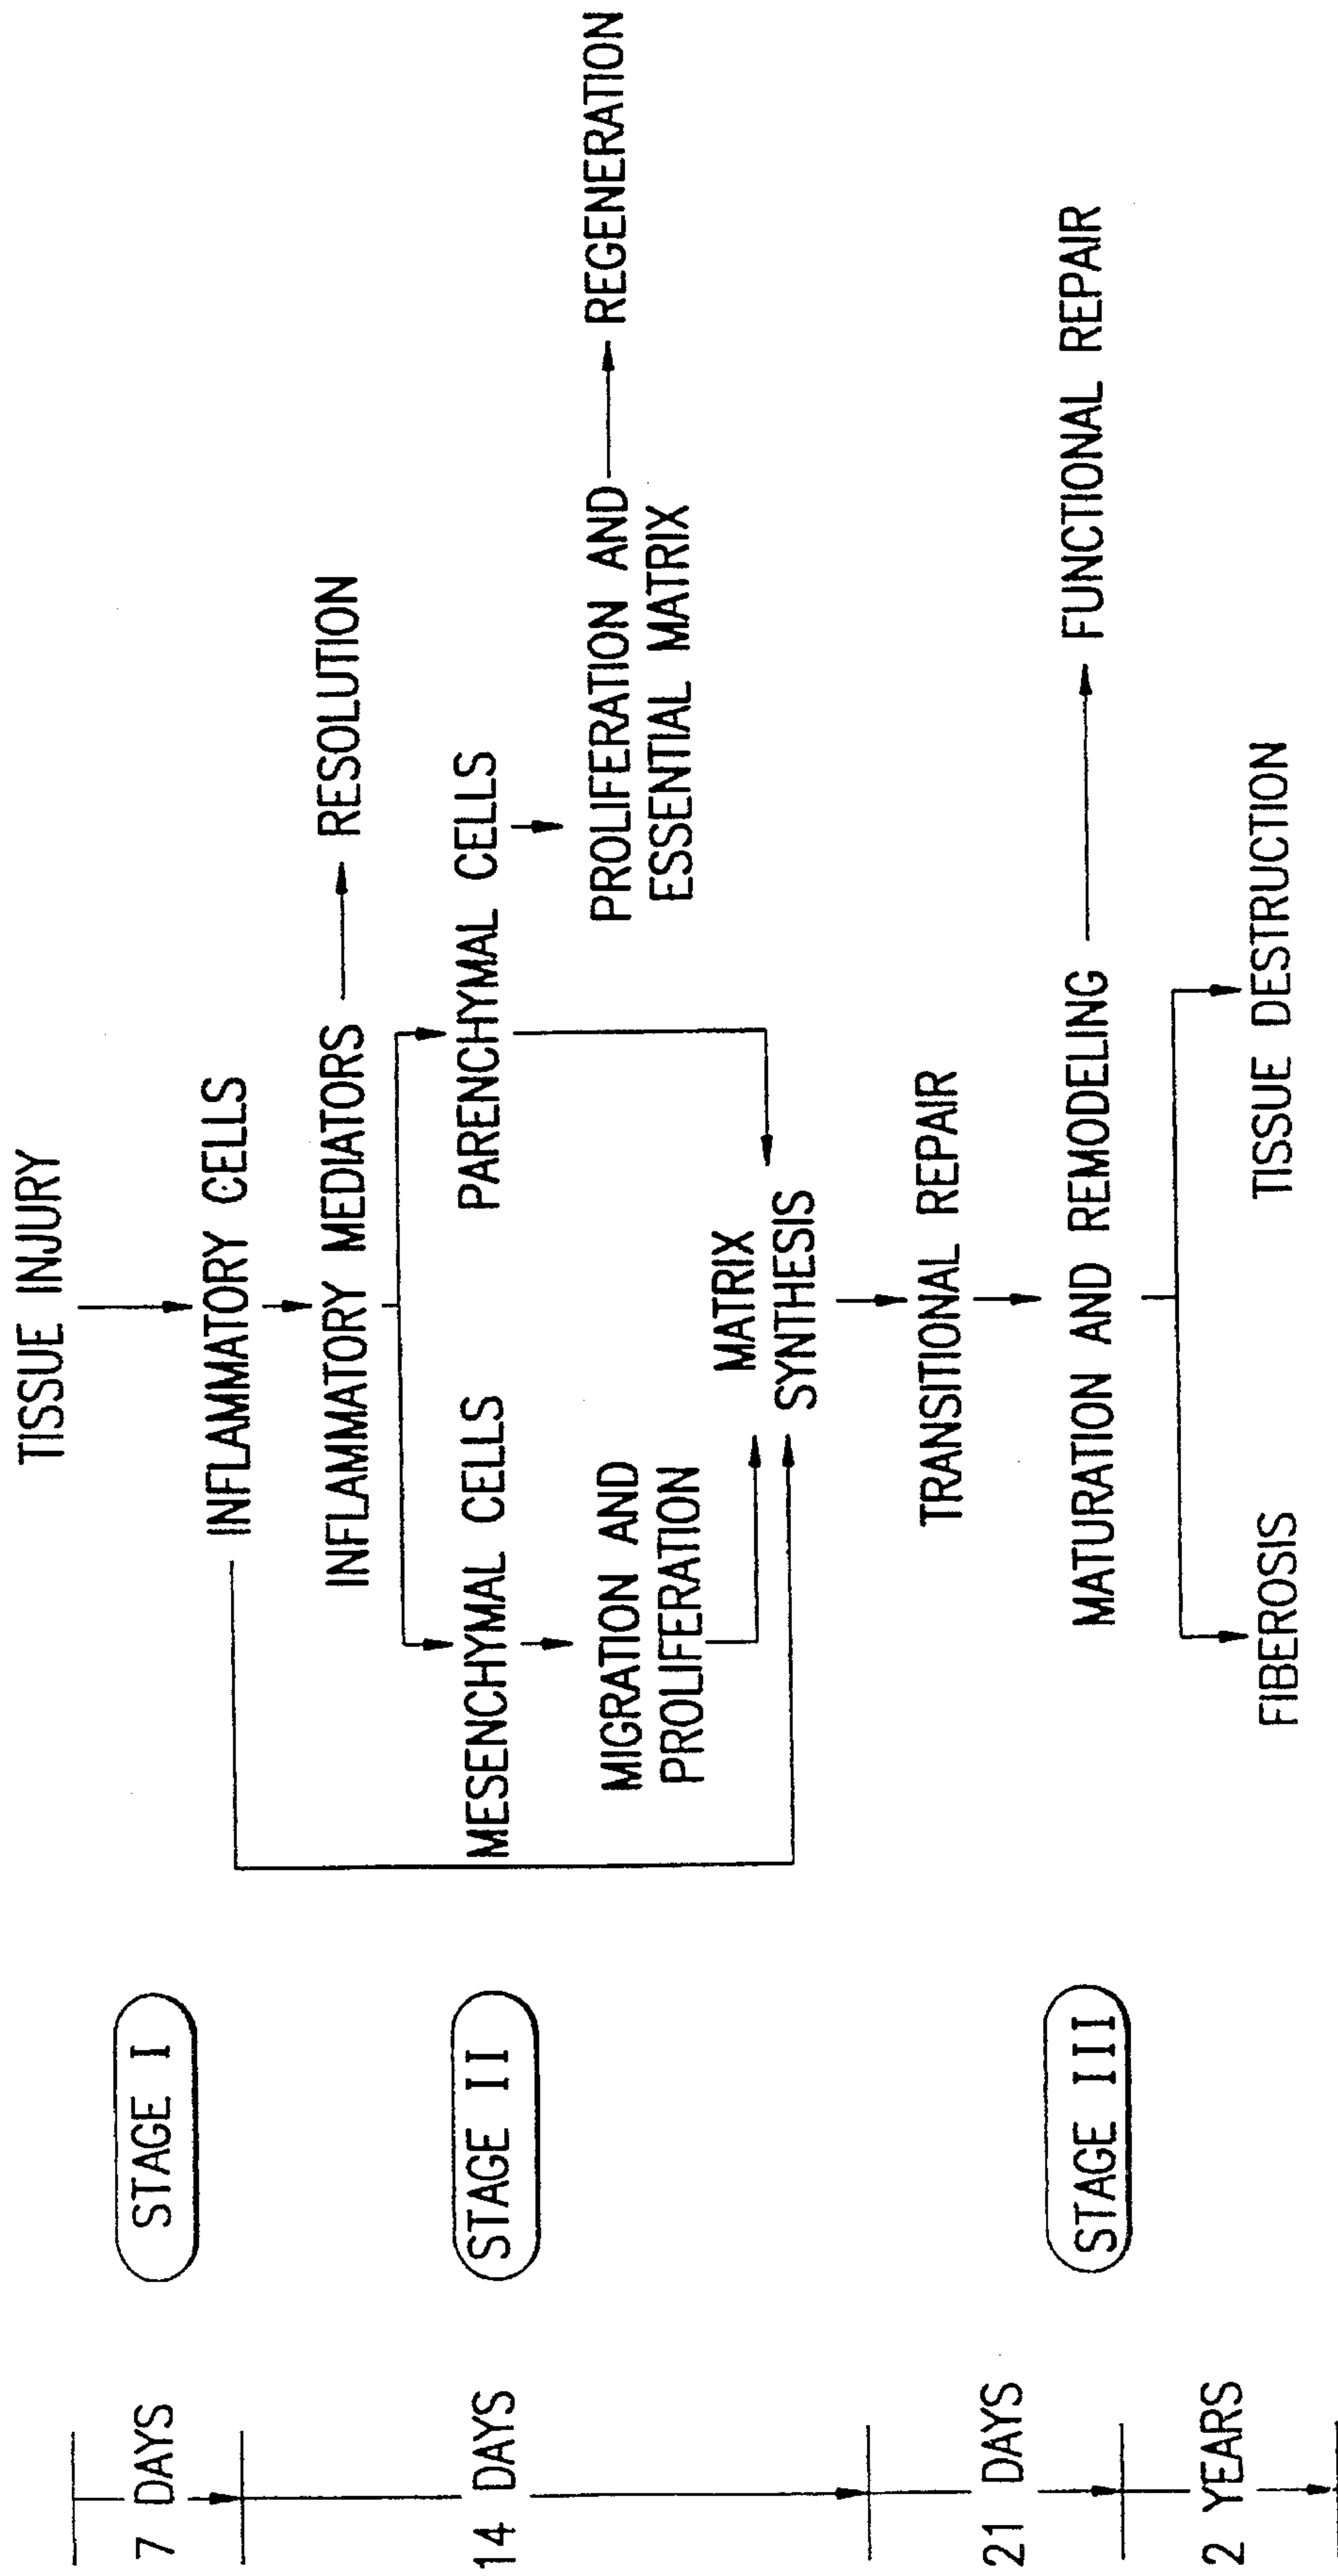 TISSUE INJURY
7 DAYS
STAGE I
INFLAMMATORY CELLS
INFLAMMATORY MEDIATORS
RESOLUTION
14 DAYS
STAGE II
MESENCHYMAL CELLS
PARENCHYMAL CELLS
MIGRATION AND
PROLIFERATION
PROLIFERATION AND
ESSENTIAL MATRIX
REGENERATION
MATRIX
SYNTHESIS
TRANSITIONAL REPAIR
21 DAYS
STAGE III
MATURATION AND REMODELING
FUNCTIONAL REPAIR
2 YEARS
FIBEROSIS
TISSUE DESTRUCTION